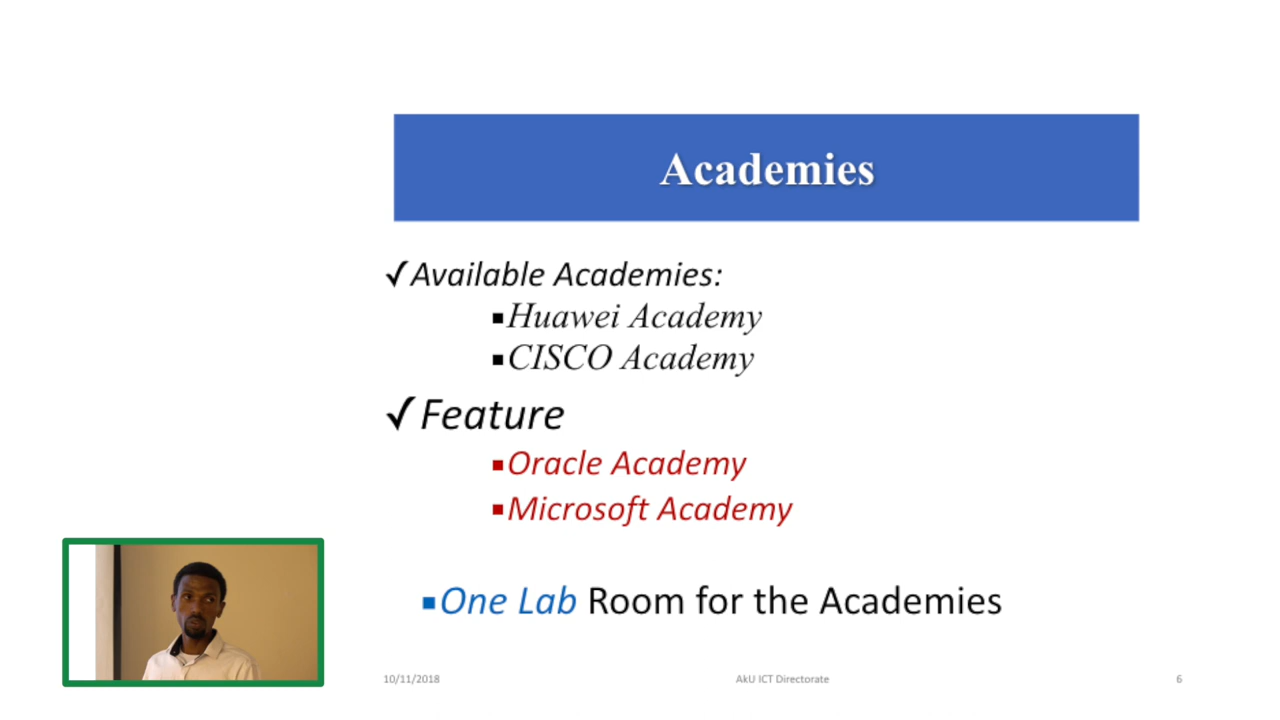 Academies
✓Available Academies:
▪Huawei Academy
▪CISCO Academy
✓Feature
▪Oracle Academy
▪Microsoft Academy
▪One Lab Room for the Academies
10/11/2018 AkU ICT Directorate 6